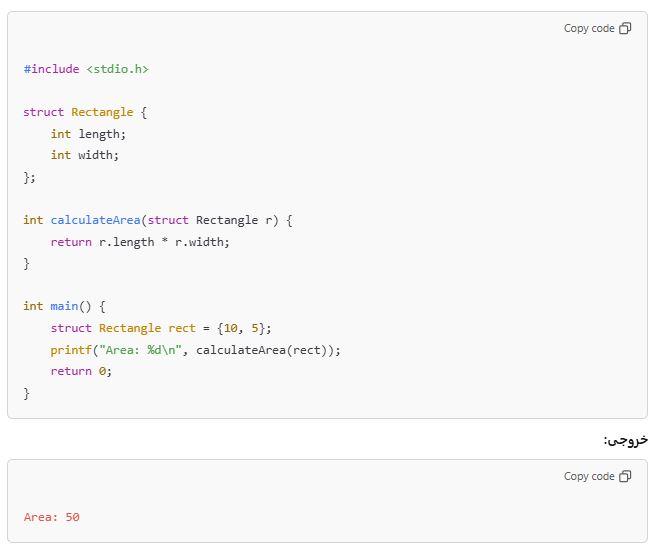 Copy code
#include <stdio.h>
struct Rectangle {
    int length;
    int width;
};
int calculateArea(struct Rectangle r) {
    return r.length * r.width;
}
int main() {
    struct Rectangle rect = {10, 5};
    printf("Area: %d\n", calculateArea(rect));
    return 0;
}
خروجی:
Copy code
Area: 50